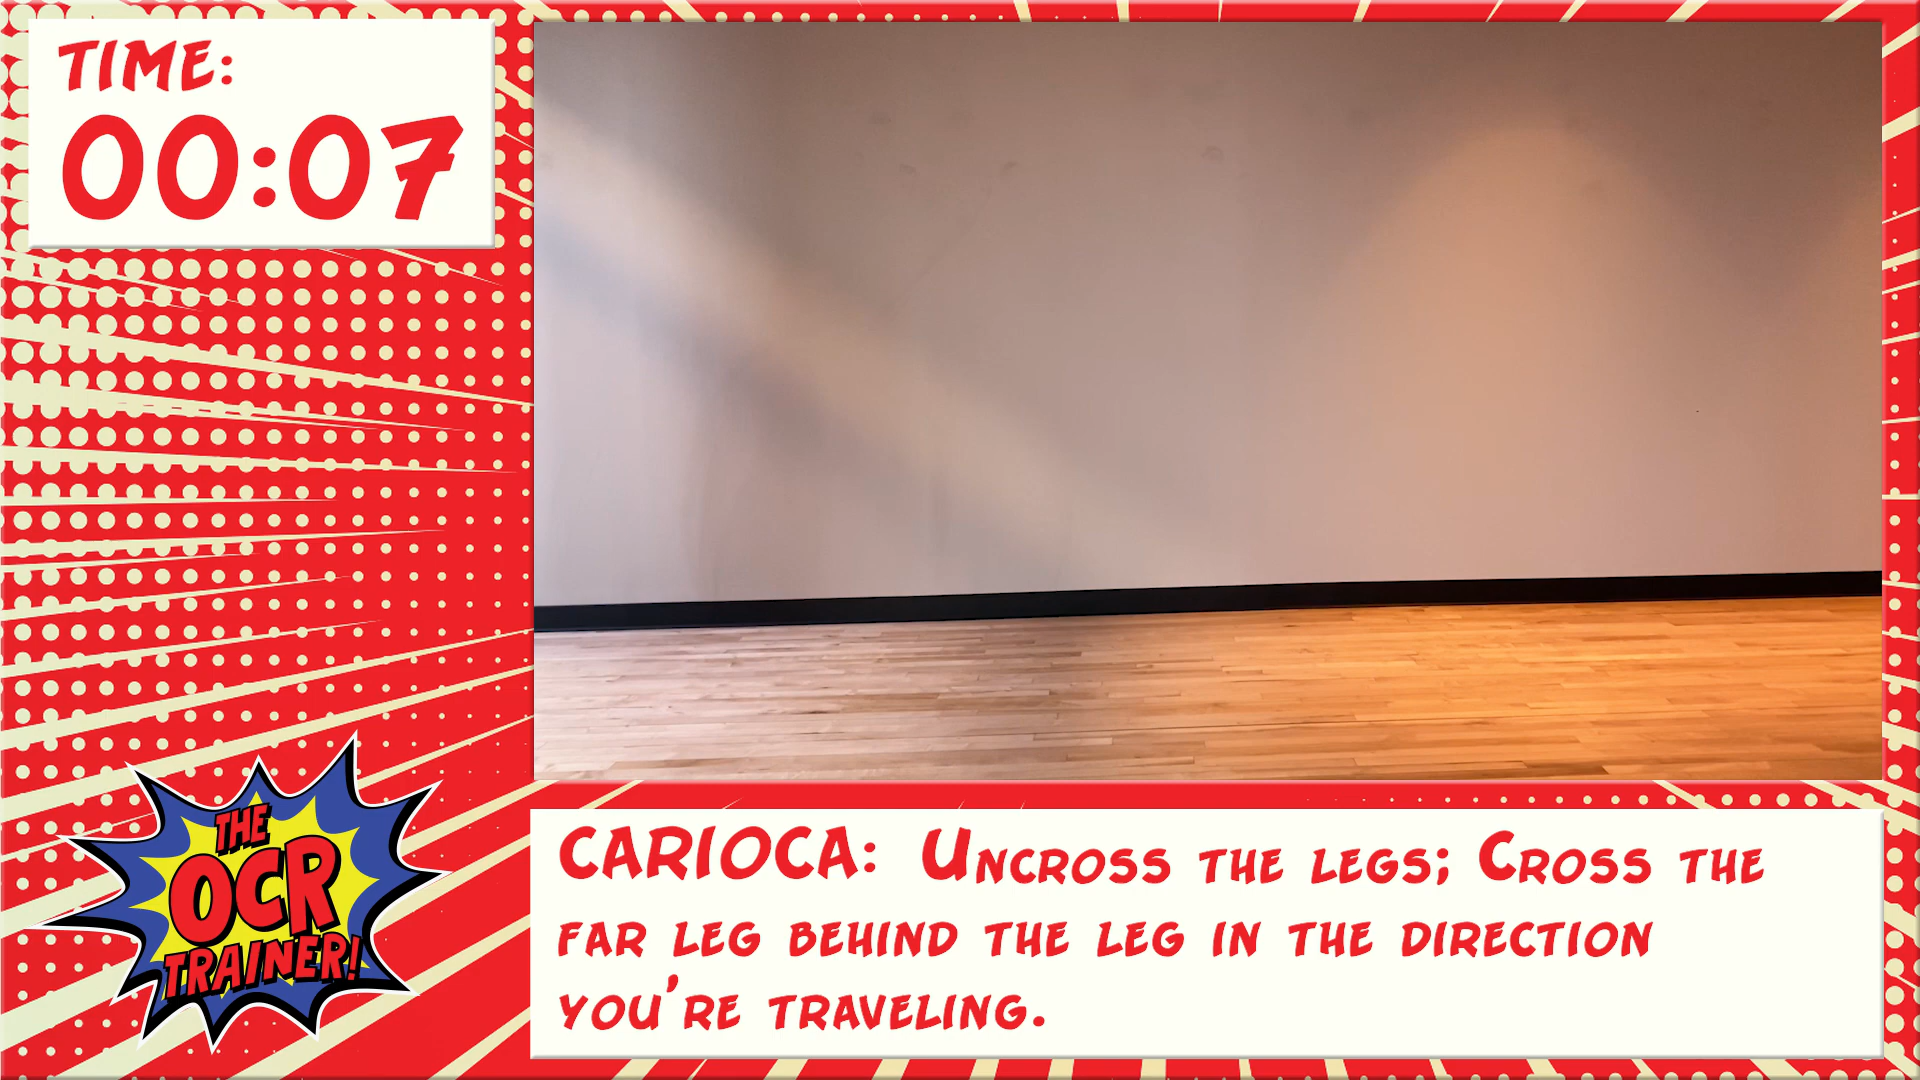 TIME:
00:07
THE
OCR
TRAINER!
CARIOCA: Uncross the legs; Cross the
far leg behind the leg in the direction
you're traveling.